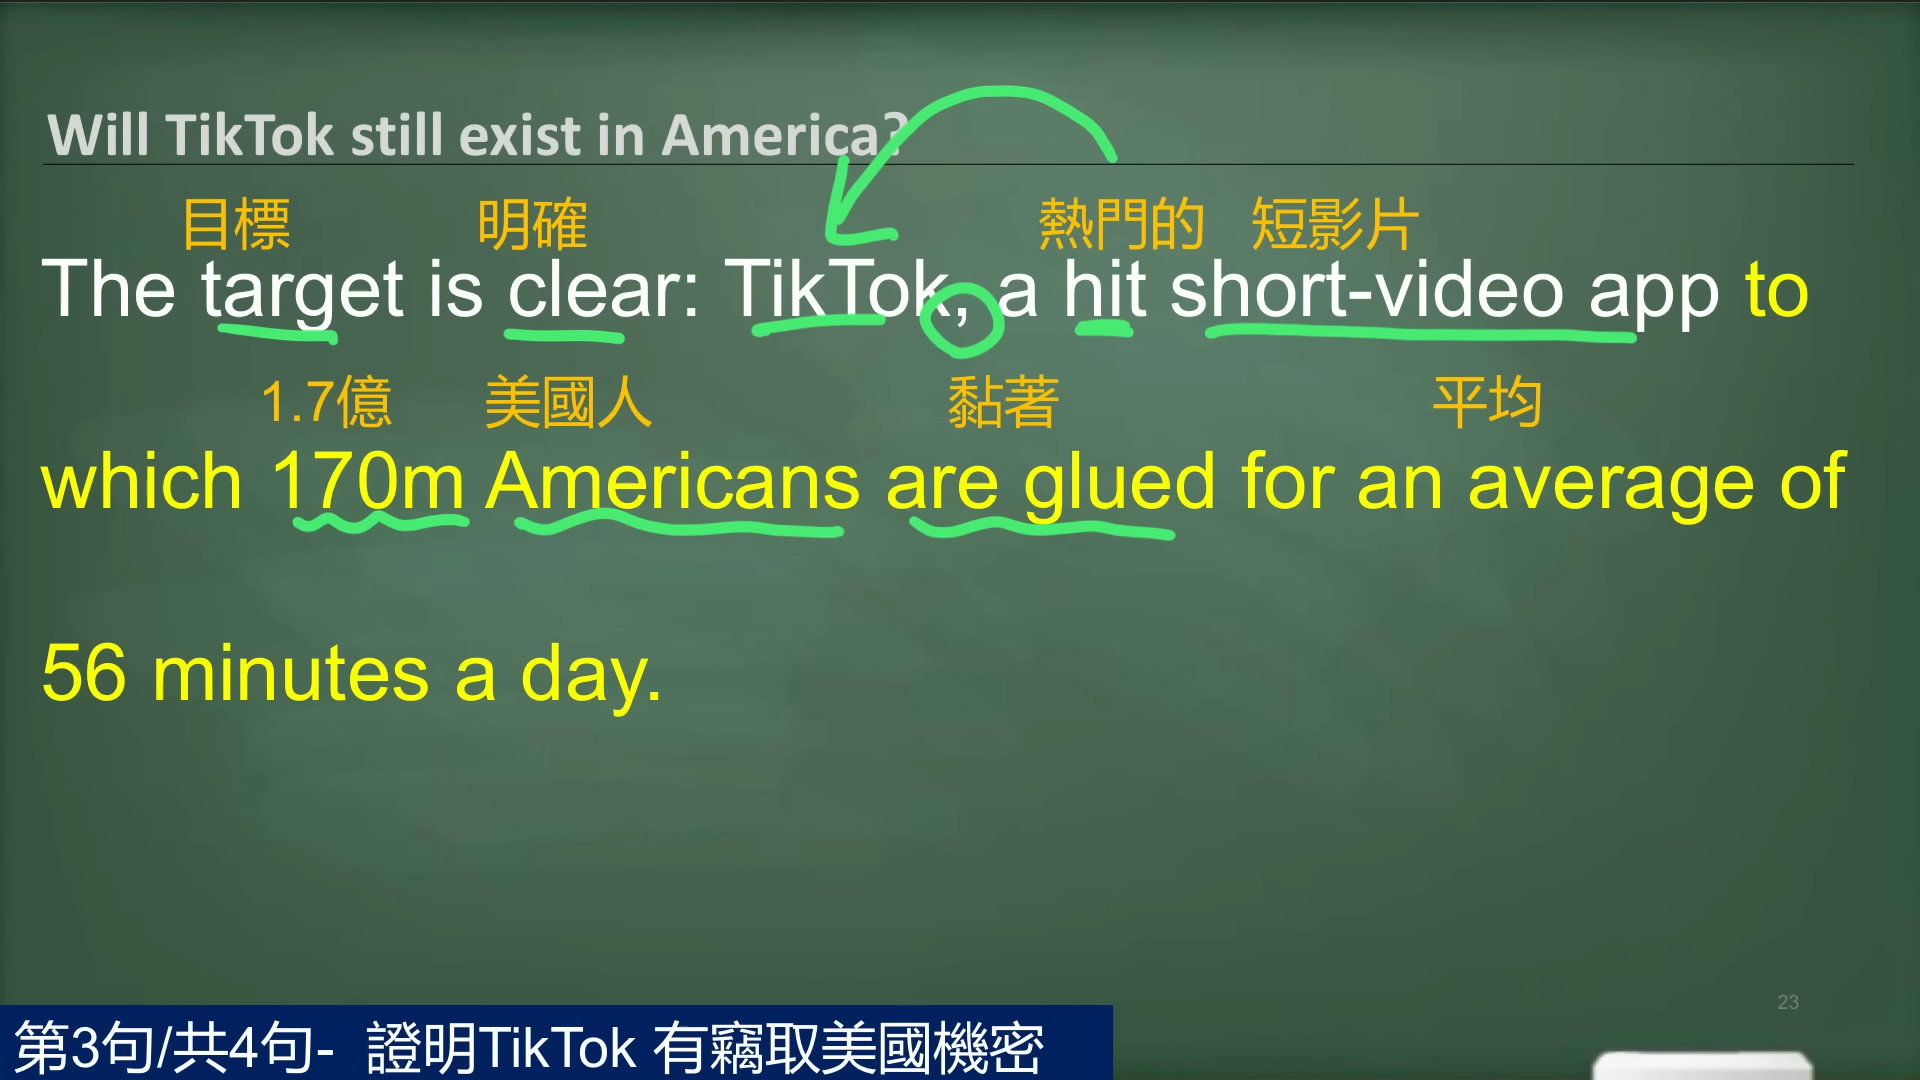 Will TikTok still exist in America?
目標 明確 熱門的 短影片
The target is clear: TikTok, a hit short-video app to
1.7億 美國人 黏著 平均
which 170m Americans are glued for an average of
56 minutes a day.
23
第3句/共4句- 證明TikTok 有竊取美國機密